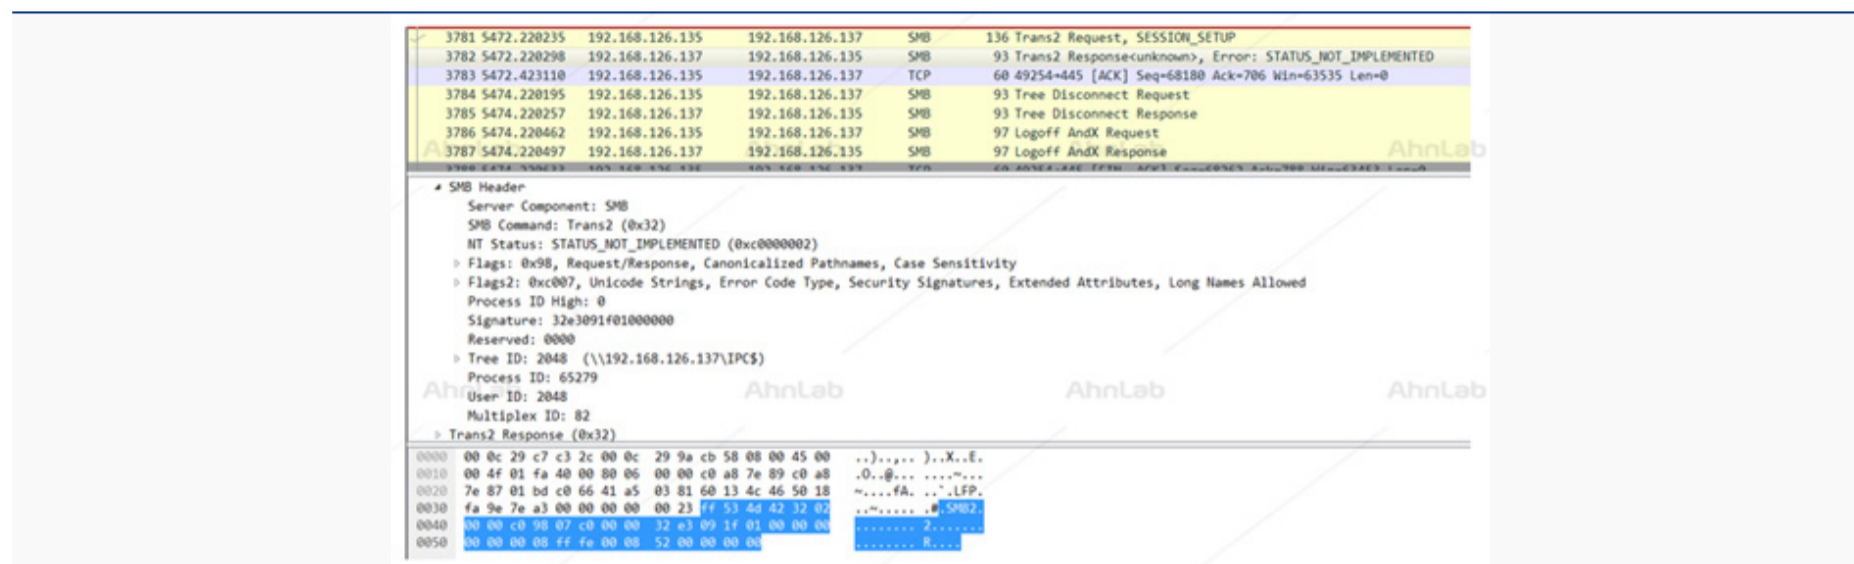 3781 5472.220235 192.168.126.135 192.168.126.137 SMB 136 Trans2 Request, SESSION_SETUP
3782 5472.220298 192.168.126.137 192.168.126.135 SMB 93 Trans2 Response<unknown>, Error: STATUS_NOT_IMPLEMENTED
3783 5472.423110 192.168.126.135 192.168.126.137 TCP 60 49254→445 [ACK] Seq=68180 Ack=706 Win=63535 Len=0
3784 5474.220195 192.168.126.135 192.168.126.137 SMB 93 Tree Disconnect Request
3785 5474.220257 192.168.126.137 192.168.126.135 SMB 93 Tree Disconnect Response
3786 5474.220462 192.168.126.135 192.168.126.137 SMB 97 Logoff AndX Request
3787 5474.220497 192.168.126.137 192.168.126.135 SMB 97 Logoff AndX Response
AhnLab
SMB Header
Server Component: SMB
SMB Command: Trans2 (0x32)
NT Status: STATUS_NOT_IMPLEMENTED (0xc0000002)
Flags: 0x98, Request/Response, Canonicalized Pathnames, Case Sensitivity
Flags2: 0xc007, Unicode Strings, Error Code Type, Security Signatures, Extended Attributes, Long Names Allowed
Process ID High: 0
Signature: 32e3091f01000000
Reserved: 0000
Tree ID: 2048 (\\192.168.126.137\IPC$)
Process ID: 65279
AhnLab AhnLab AhnLab AhnLab
User ID: 2048
Multiplex ID: 82
Trans2 Response (0x32)
0000 00 0c 29 c7 c3 2c 00 0c 29 9a cb 58 08 00 45 00 ..)..,.. )..X..E.
0010 00 4f 01 fa 40 00 80 06 00 00 c0 a8 7e 89 c0 a8 .O..@... ....~...
0020 7e 87 01 bd c0 66 41 a5 03 81 60 13 4c 46 50 18 ~....fA. ..`.LFP.
0030 fa 9e 7e a3 00 00 00 00 00 23 ff 53 4d 42 32 02 ..~..... .#.SMB2.
0040 00 00 c0 98 07 c0 00 00 32 e3 09 1f 01 00 00 00 ........ 2.......
0050 00 00 00 08 ff fe 00 08 52 00 00 00 00 ........ R....